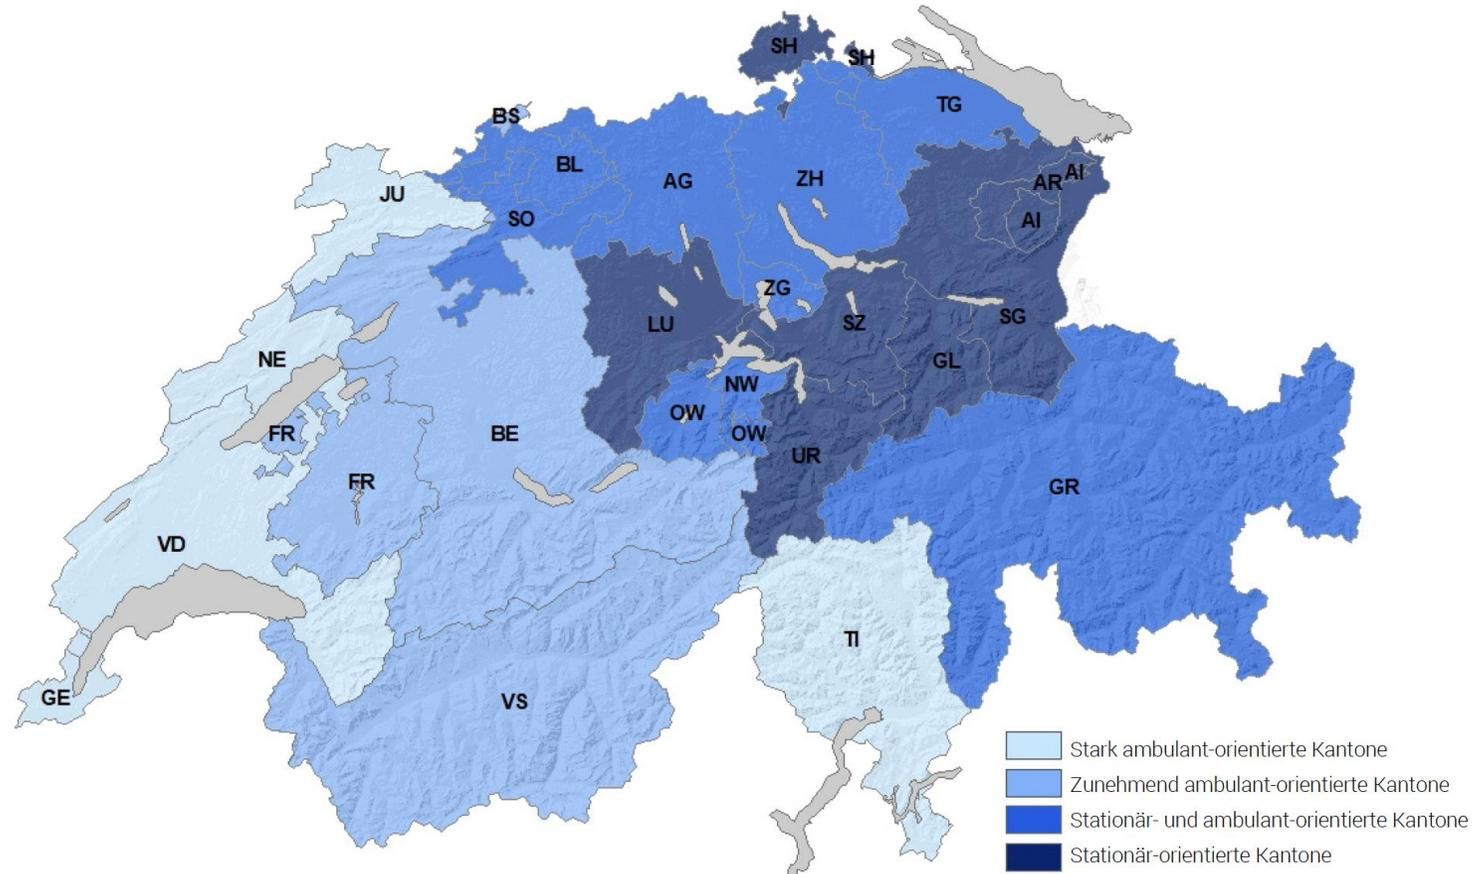 SH
SH
TG
BS
BL
AG
ZH
AR
AI
JU
SO
AI
ZG
LU
SZ
SG
NE
GL
NW
OW
FR
BE
OW
UR
FR
GR
VD
TI
GE
VS
Stark ambulant-orientierte Kantone
Zunehmend ambulant-orientierte Kantone
Stationär- und ambulant-orientierte Kantone
Stationär-orientierte Kantone